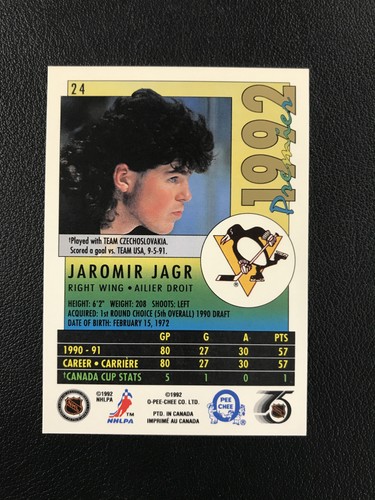 24
1992
Premier
†Played with TEAM CZECHOSLOVAKIA.
Scored a goal vs. TEAM USA, 9-5-91.
JAROMIR JAGR
RIGHT WING • AILIER DROIT
HEIGHT: 6'2" WEIGHT: 208 SHOOTS: LEFT
ACQUIRED: 1st ROUND CHOICE (5th OVERALL) 1990 DRAFT
DATE OF BIRTH: FEBRUARY 15, 1972
GP G A PTS
1990 - 91 80 27 30 57
CAREER • CARRIÉRE 80 27 30 57
†CANADA CUP STATS 5 1 0 1
©1992 NHLPA
NHLPA
©1992
O-PEE-CHEE CO. LTD.
PTD. IN CANADA
IMPRIMÉ AU CANADA
O PEE CHEE
75